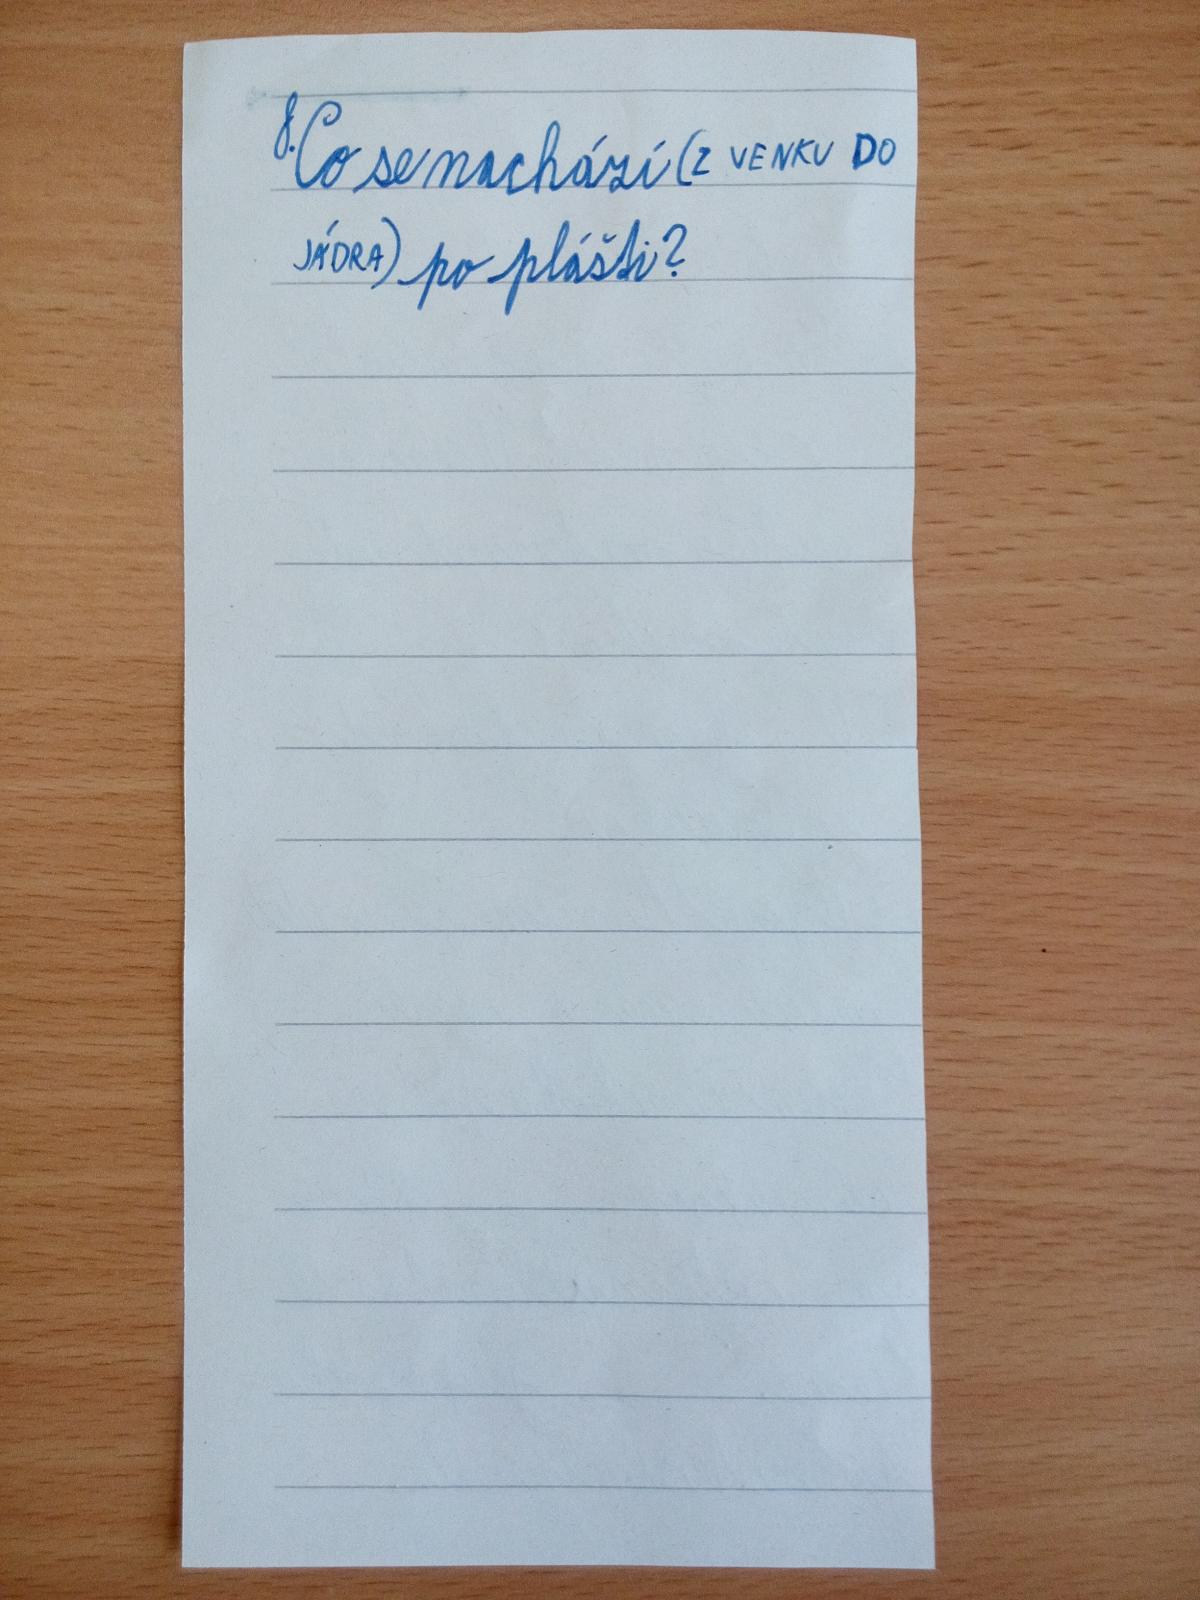 8. Co se nachází (Z VENKU DO
JÁDRA) po plášti?